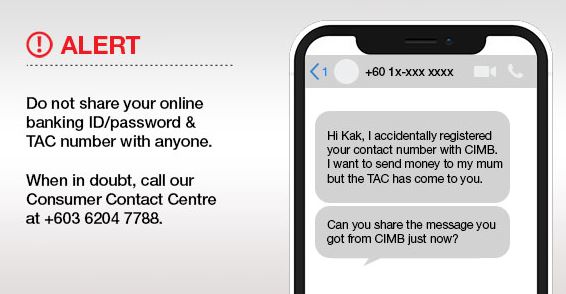 ALERT
Do not share your online
banking ID/password &
TAC number with anyone.
When in doubt, call our
Consumer Contact Centre
at +603 6204 7788.
1
+60 1x-xxx xxxx
Hi Kak, I accidentally registered
your contact number with CIMB.
I want to send money to my mum
but the TAC has come to you.
Can you share the message you
got from CIMB just now?